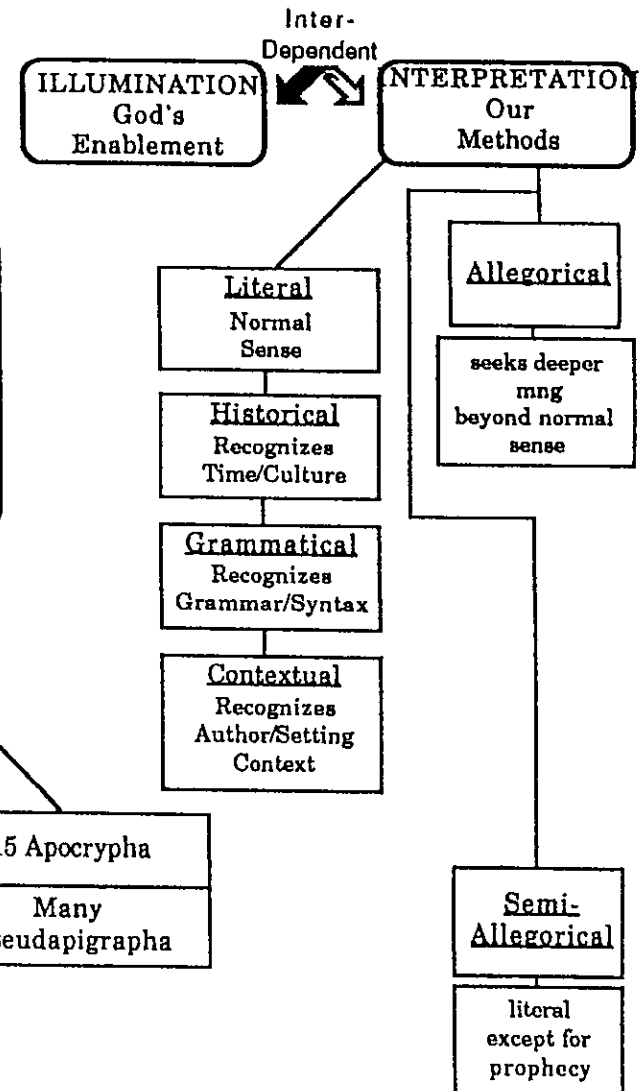 Inter-
Dependent
ILLUMINATION
God's
Enablement
NTERPRETATION
Our
Methods
Literal
Normal
Sense
Historical
Recognizes
Time/Culture
Grammatical
Recognizes
Grammar/Syntax
Contextual
Recognizes
Author/Setting
Context
Allegorical
seeks deeper
mng
beyond normal
sense
5 Apocrypha
Many
eudapigrapha
Semi-
Allegorical
literal
except for
prophecy